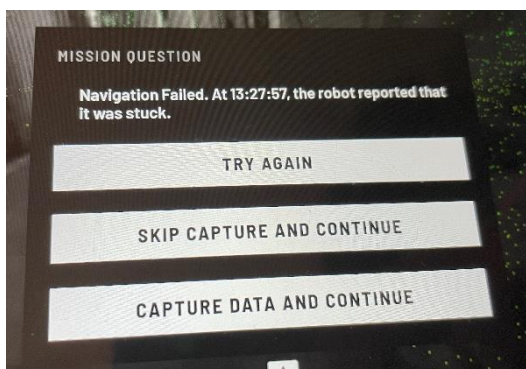 MISSION QUESTION
Navigation Failed. At 13:27:57, the robot reported that
it was stuck.
TRY AGAIN
SKIP CAPTURE AND CONTINUE
CAPTURE DATA AND CONTINUE